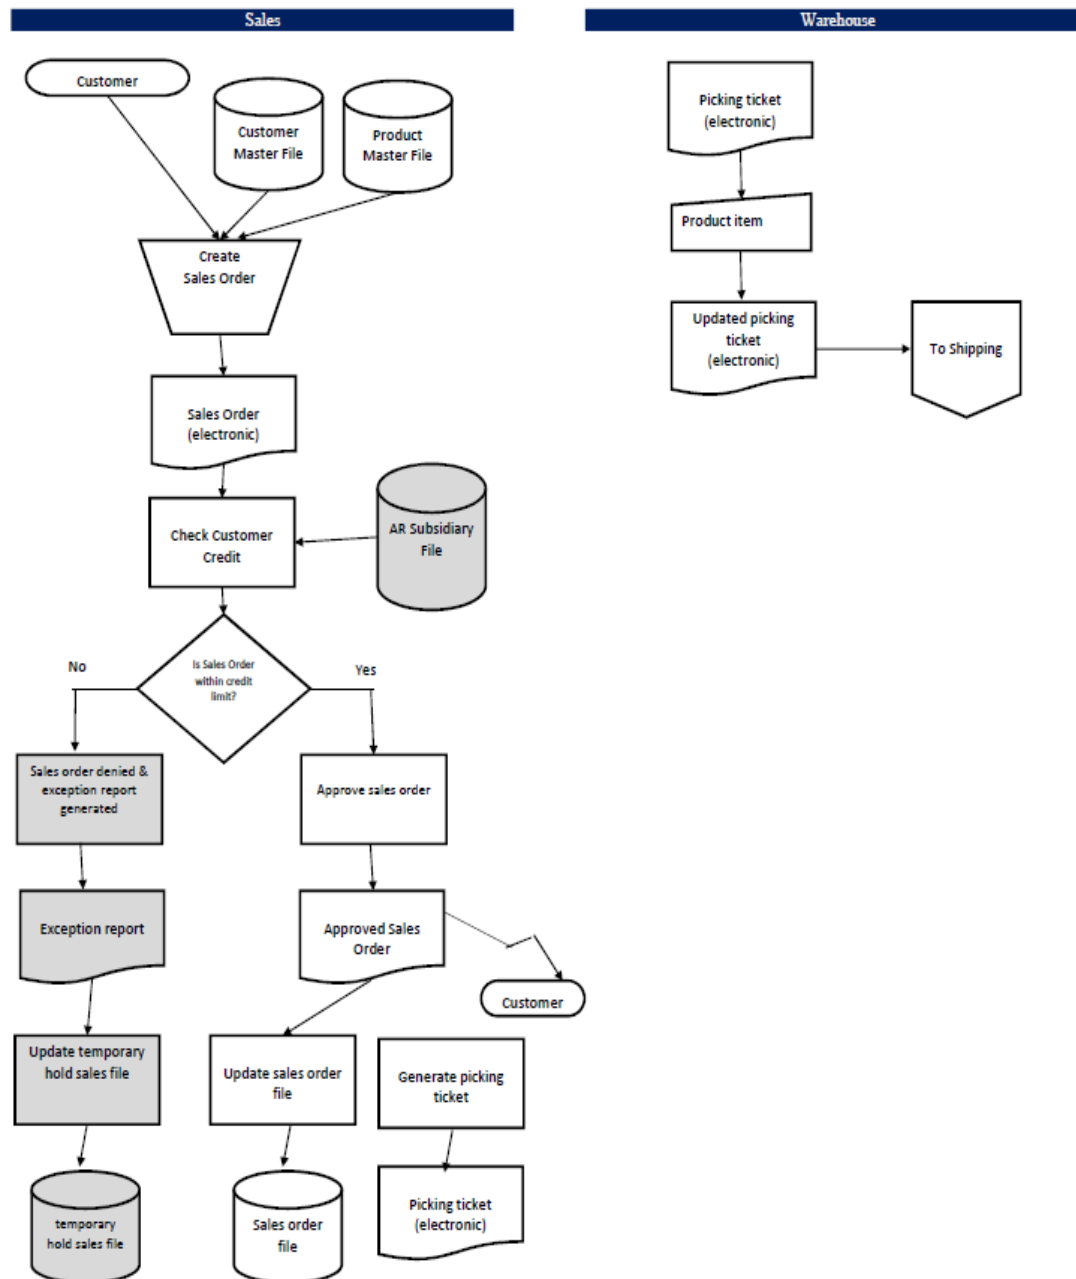 Sales
Warehouse
Customer
Customer
Master File
Product
Master File
Create
Sales Order
Sales Order
(electronic)
Check Customer
Credit
AR Subsidiary
File
Is Sales Order
within credit
limit?
No
Yes
Sales order denied &
exception report
generated
Approve sales order
Exception report
Approved Sales
Order
Customer
Update temporary
hold sales file
Update sales order
file
Generate picking
ticket
temporary
hold sales file
Sales order
file
Picking ticket
(electronic)
Picking ticket
(electronic)
Product item
Updated picking
ticket
(electronic)
To Shipping